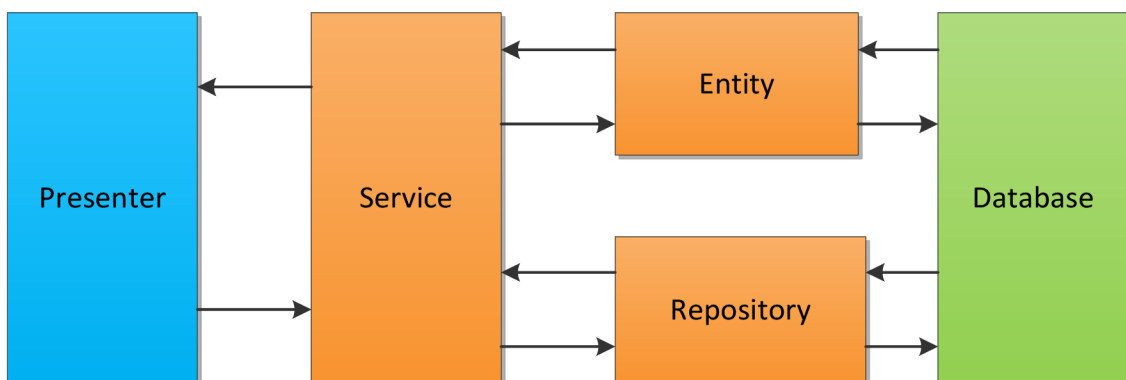 Presenter
Service
Entity
Repository
Database